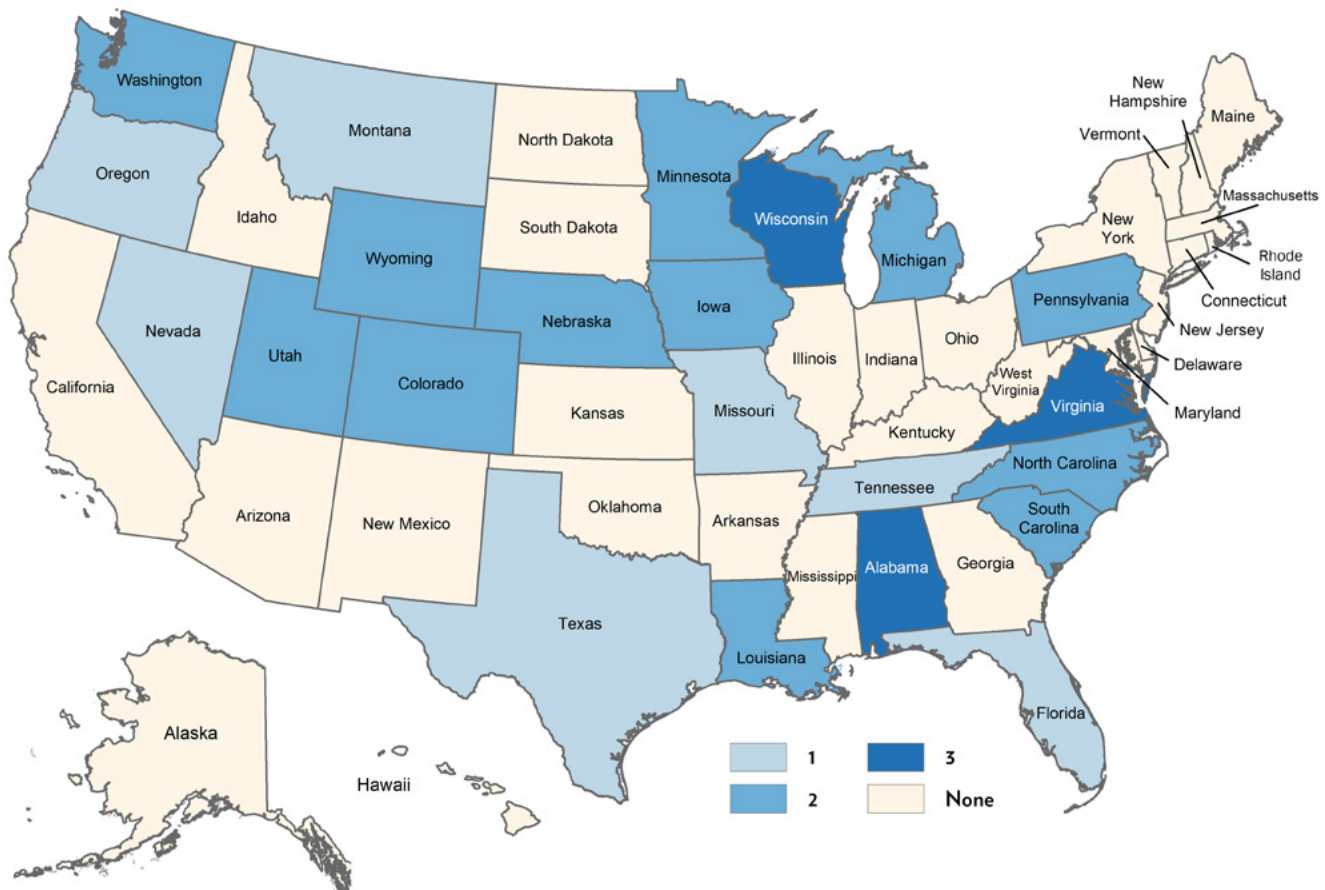 Washington
Montana
North Dakota
Minnesota
New
Hampshire
Maine
Vermont
Oregon
Idaho
South Dakota
Wisconsin
Michigan
New
York
Massachusetts
Rhode
Island
Connecticut
Wyoming
Nebraska
Iowa
Pennsylvania
New Jersey
Nevada
Utah
Colorado
Illinois
Indiana
Ohio
West
Virginia
Virginia
Delaware
Maryland
California
Kansas
Missouri
Kentucky
North Carolina
Tennessee
Arizona
New Mexico
Oklahoma
Arkansas
South
Carolina
Mississippi
Alabama
Georgia
Texas
Louisiana
Florida
Alaska
Hawaii
1
3
2
None